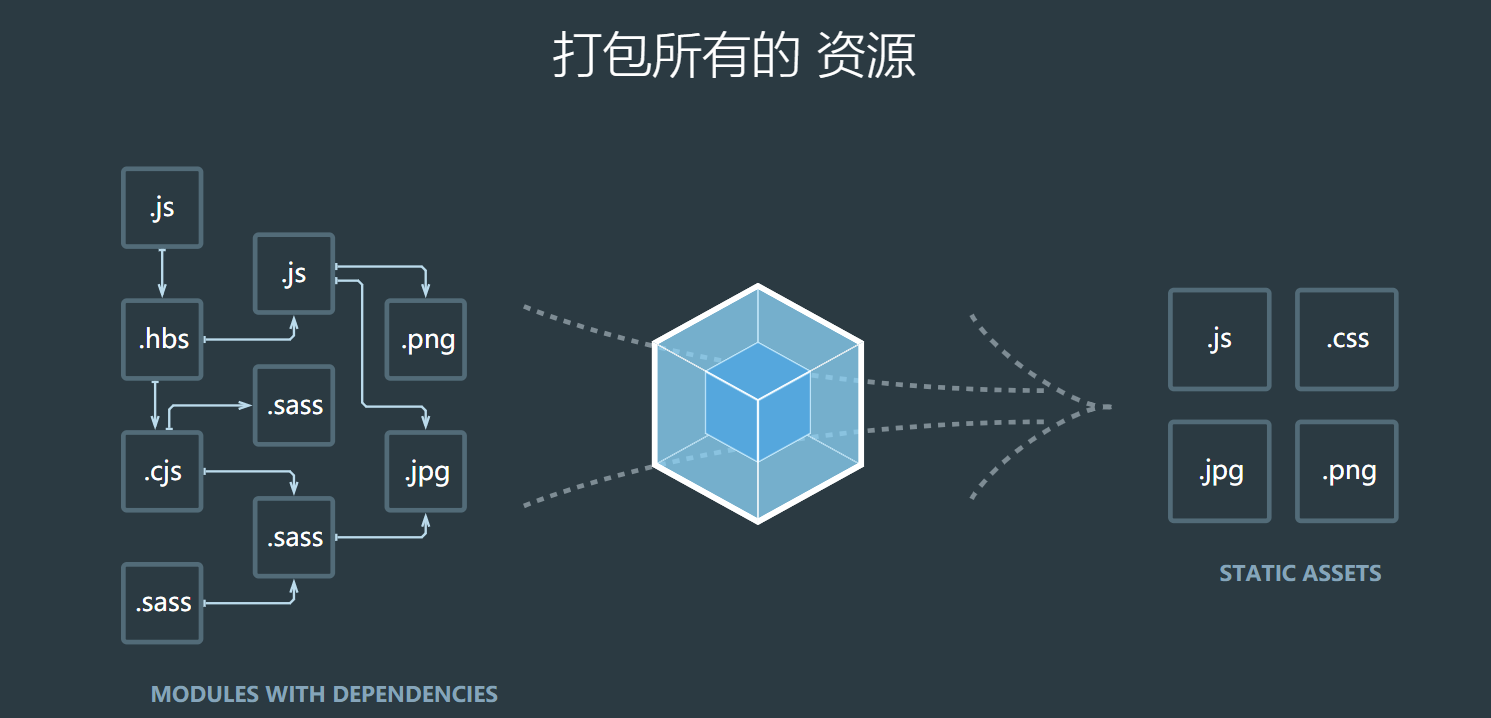 打包所有的 资源
.js
.js
.hbs
.png
.sass
.cjs
.jpg
.sass
.sass
MODULES WITH DEPENDENCIES
.js
.css
.jpg
.png
STATIC ASSETS